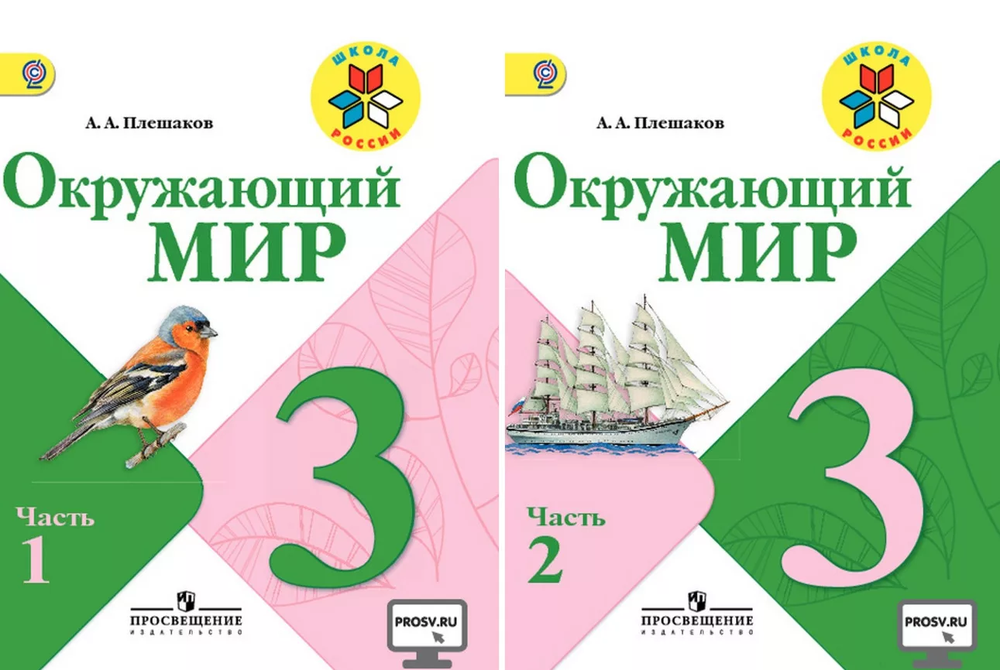 ШКОЛА
РОССИИ
А. А. Плешаков
Окружающий
МИР
3
Часть
1
ПРОСВЕЩЕНИЕ
ИЗДАТЕЛЬСТВО
PROSV.RU
ШКОЛА
РОССИИ
А. А. Плешаков
Окружающий
МИР
3
Часть
2
ПРОСВЕЩЕНИЕ
ИЗДАТЕЛЬСТВО
PROSV.RU